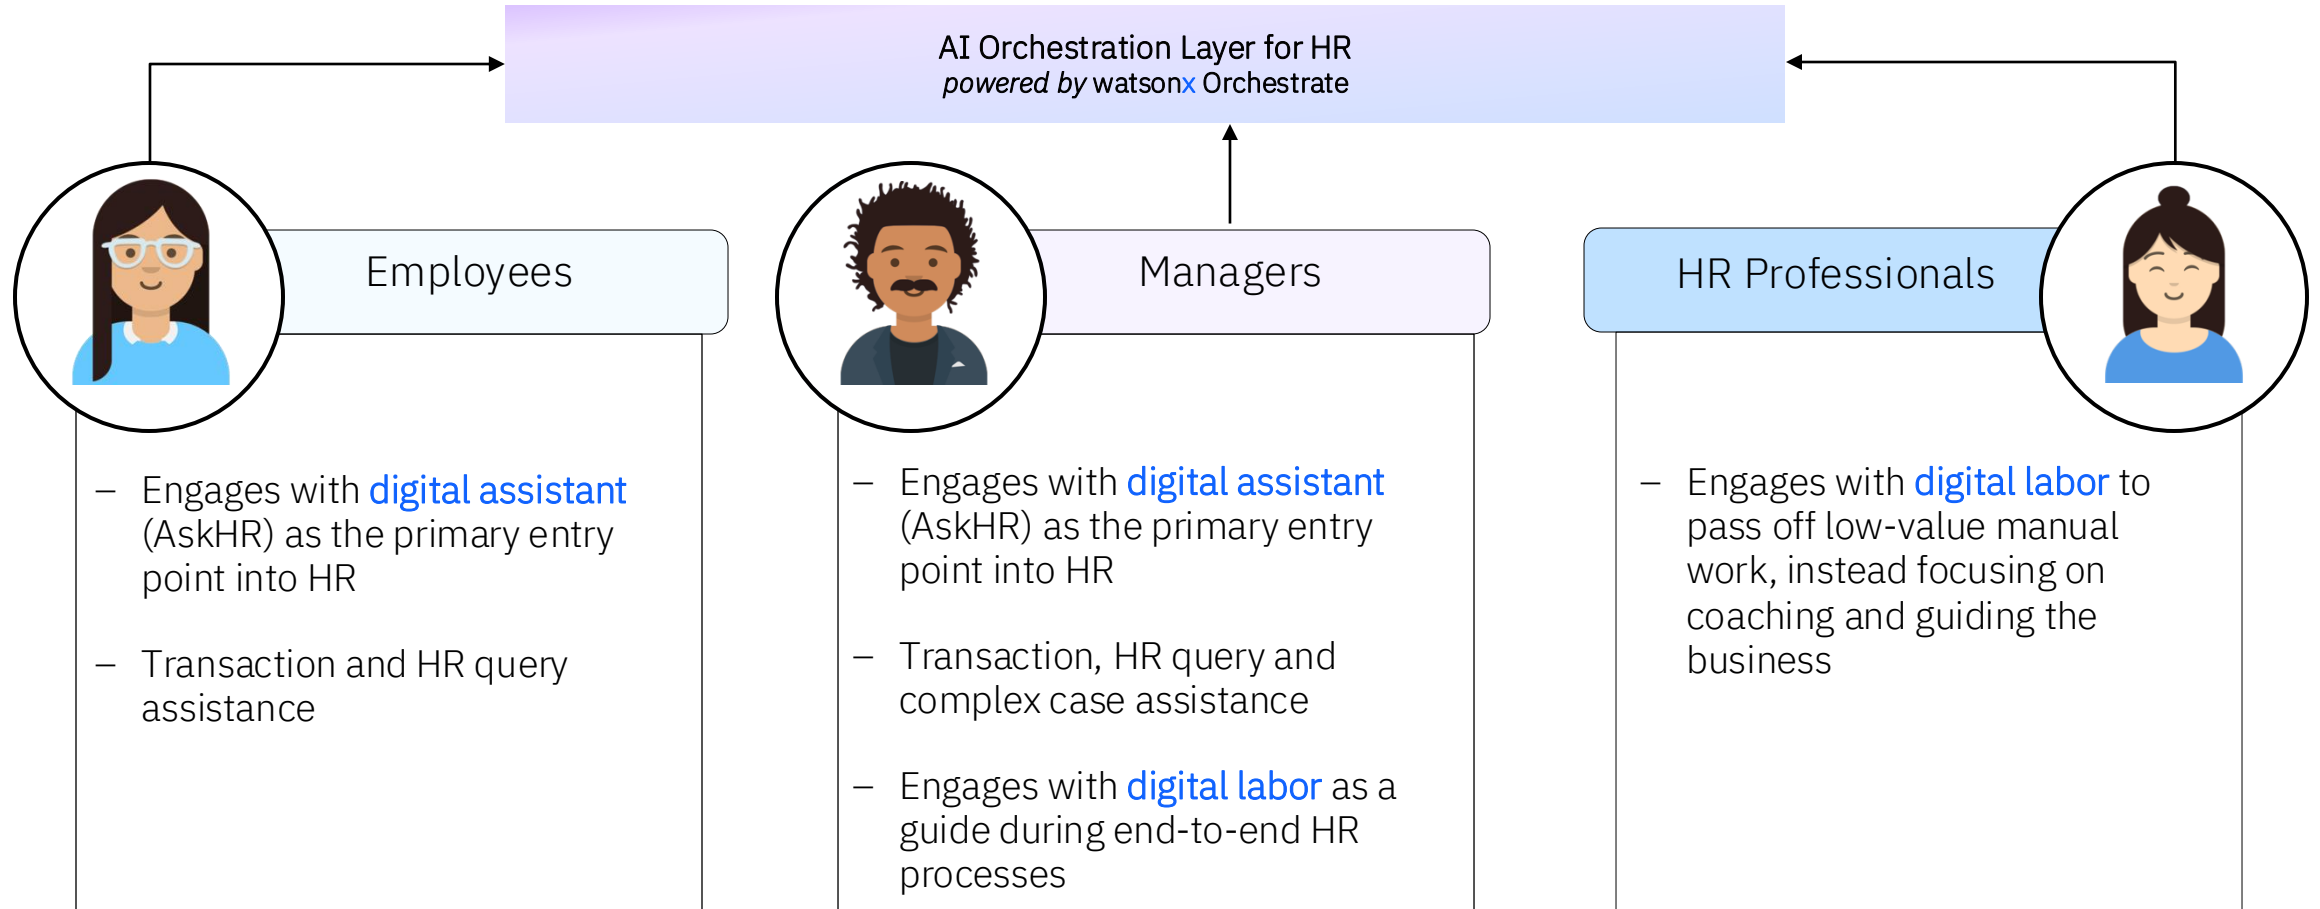 AI Orchestration Layer for HR
powered by watsonx Orchestrate
Employees
– Engages with digital assistant
(AskHR) as the primary entry
point into HR
– Transaction and HR query
assistance
Managers
– Engages with digital assistant
(AskHR) as the primary entry
point into HR
– Transaction, HR query and
complex case assistance
– Engages with digital labor as a
guide during end-to-end HR
processes
HR Professionals
– Engages with digital labor to
pass off low-value manual
work, instead focusing on
coaching and guiding the
business